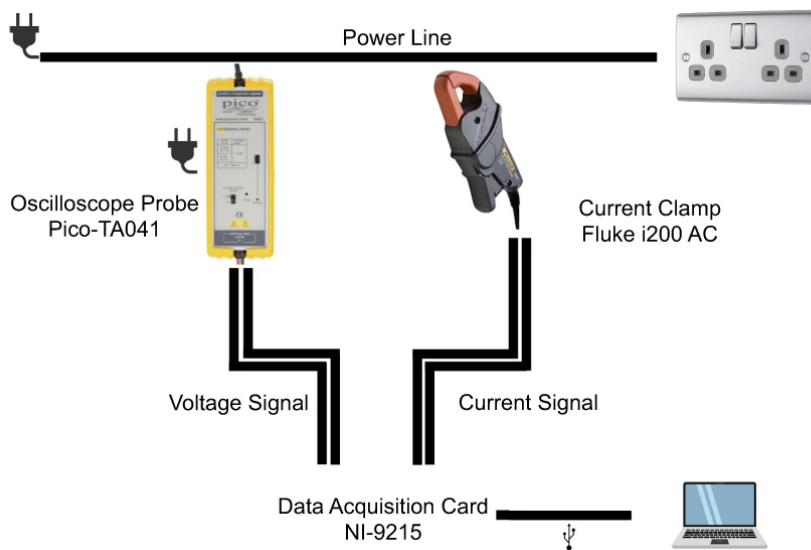 Power Line
pico
Oscilloscope Probe
Pico-TA041
Current Clamp
Fluke i200 AC
Voltage Signal
Current Signal
Data Acquisition Card
NI-9215